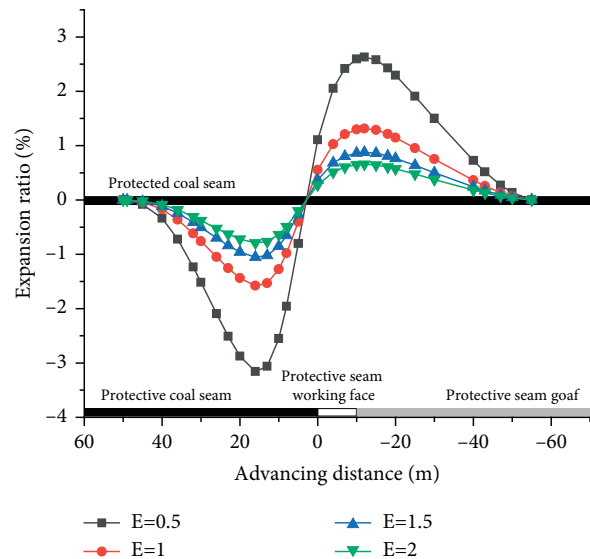 3
2
1
0
−1
−2
−3
−4
Expansion ratio (%)
Protected coal seam
Protective coal seam
Protective seam
working face
Protective seam goaf
60 40 20 0 −20 −40 −60
Advancing distance (m)
E=0.5 E=1.5
E=1 E=2